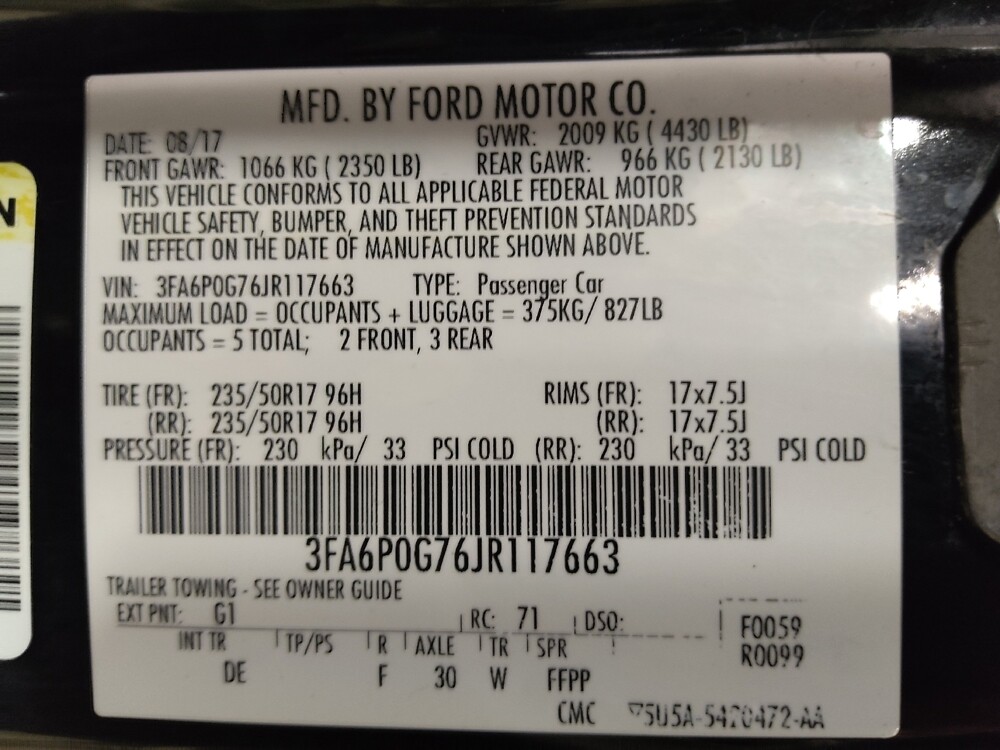 MFD. BY FORD MOTOR CO.
DATE: 08/17 GVWR: 2009 KG ( 4430 LB)
FRONT GAWR: 1066 KG ( 2350 LB) REAR GAWR: 966 KG ( 2130 LB)
THIS VEHICLE CONFORMS TO ALL APPLICABLE FEDERAL MOTOR
VEHICLE SAFETY, BUMPER, AND THEFT PREVENTION STANDARDS
IN EFFECT ON THE DATE OF MANUFACTURE SHOWN ABOVE.
VIN: 3FA6P0G76JR117663 TYPE: Passenger Car
MAXIMUM LOAD = OCCUPANTS + LUGGAGE = 375KG/ 827LB
OCCUPANTS = 5 TOTAL; 2 FRONT, 3 REAR
TIRE (FR): 235/50R17 96H RIMS (FR): 17x7.5J
(RR): 235/50R17 96H (RR): 17x7.5J
PRESSURE (FR): 230 kPa/ 33 PSI COLD (RR): 230 kPa/ 33 PSI COLD
3FA6P0G76JR117663
TRAILER TOWING - SEE OWNER GUIDE
EXT PNT: G1 RC: 71 DSO:
F0059
R0099
INT TR TP/PS R AXLE TR SPR
DE F 30 W FFPP
CMC 5U5A-5420472-AA
N